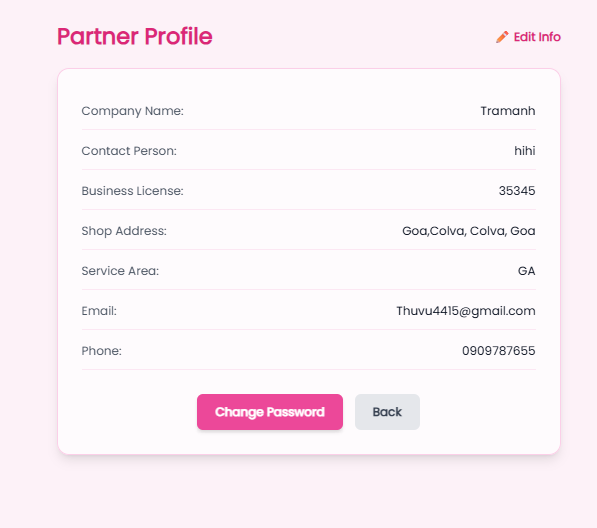 Partner Profile
Edit Info
Company Name: Tramanh
Contact Person: hihi
Business License: 35345
Shop Address: Goa,Colva, Colva, Goa
Service Area: GA
Email: Thuvu4415@gmail.com
Phone: 0909787655
Change Password
Back